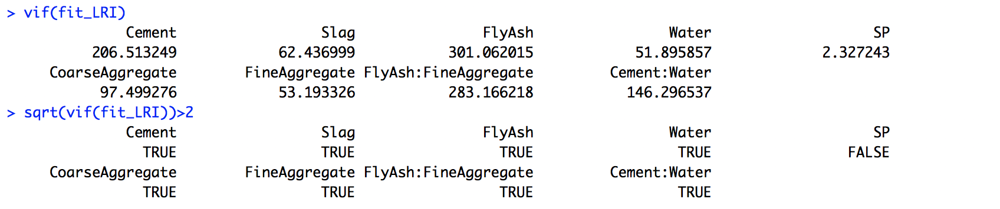 > vif(fit_LRI)
Cement Slag FlyAsh Water SP
206.513249 62.436999 301.062015 51.895857 2.327243
CoarseAggregate FineAggregate FlyAsh:FineAggregate Cement:Water
97.499276 53.193326 283.166218 146.296537
> sqrt(vif(fit_LRI))>2
Cement Slag FlyAsh Water SP
TRUE TRUE TRUE TRUE FALSE
CoarseAggregate FineAggregate FlyAsh:FineAggregate Cement:Water
TRUE TRUE TRUE TRUE